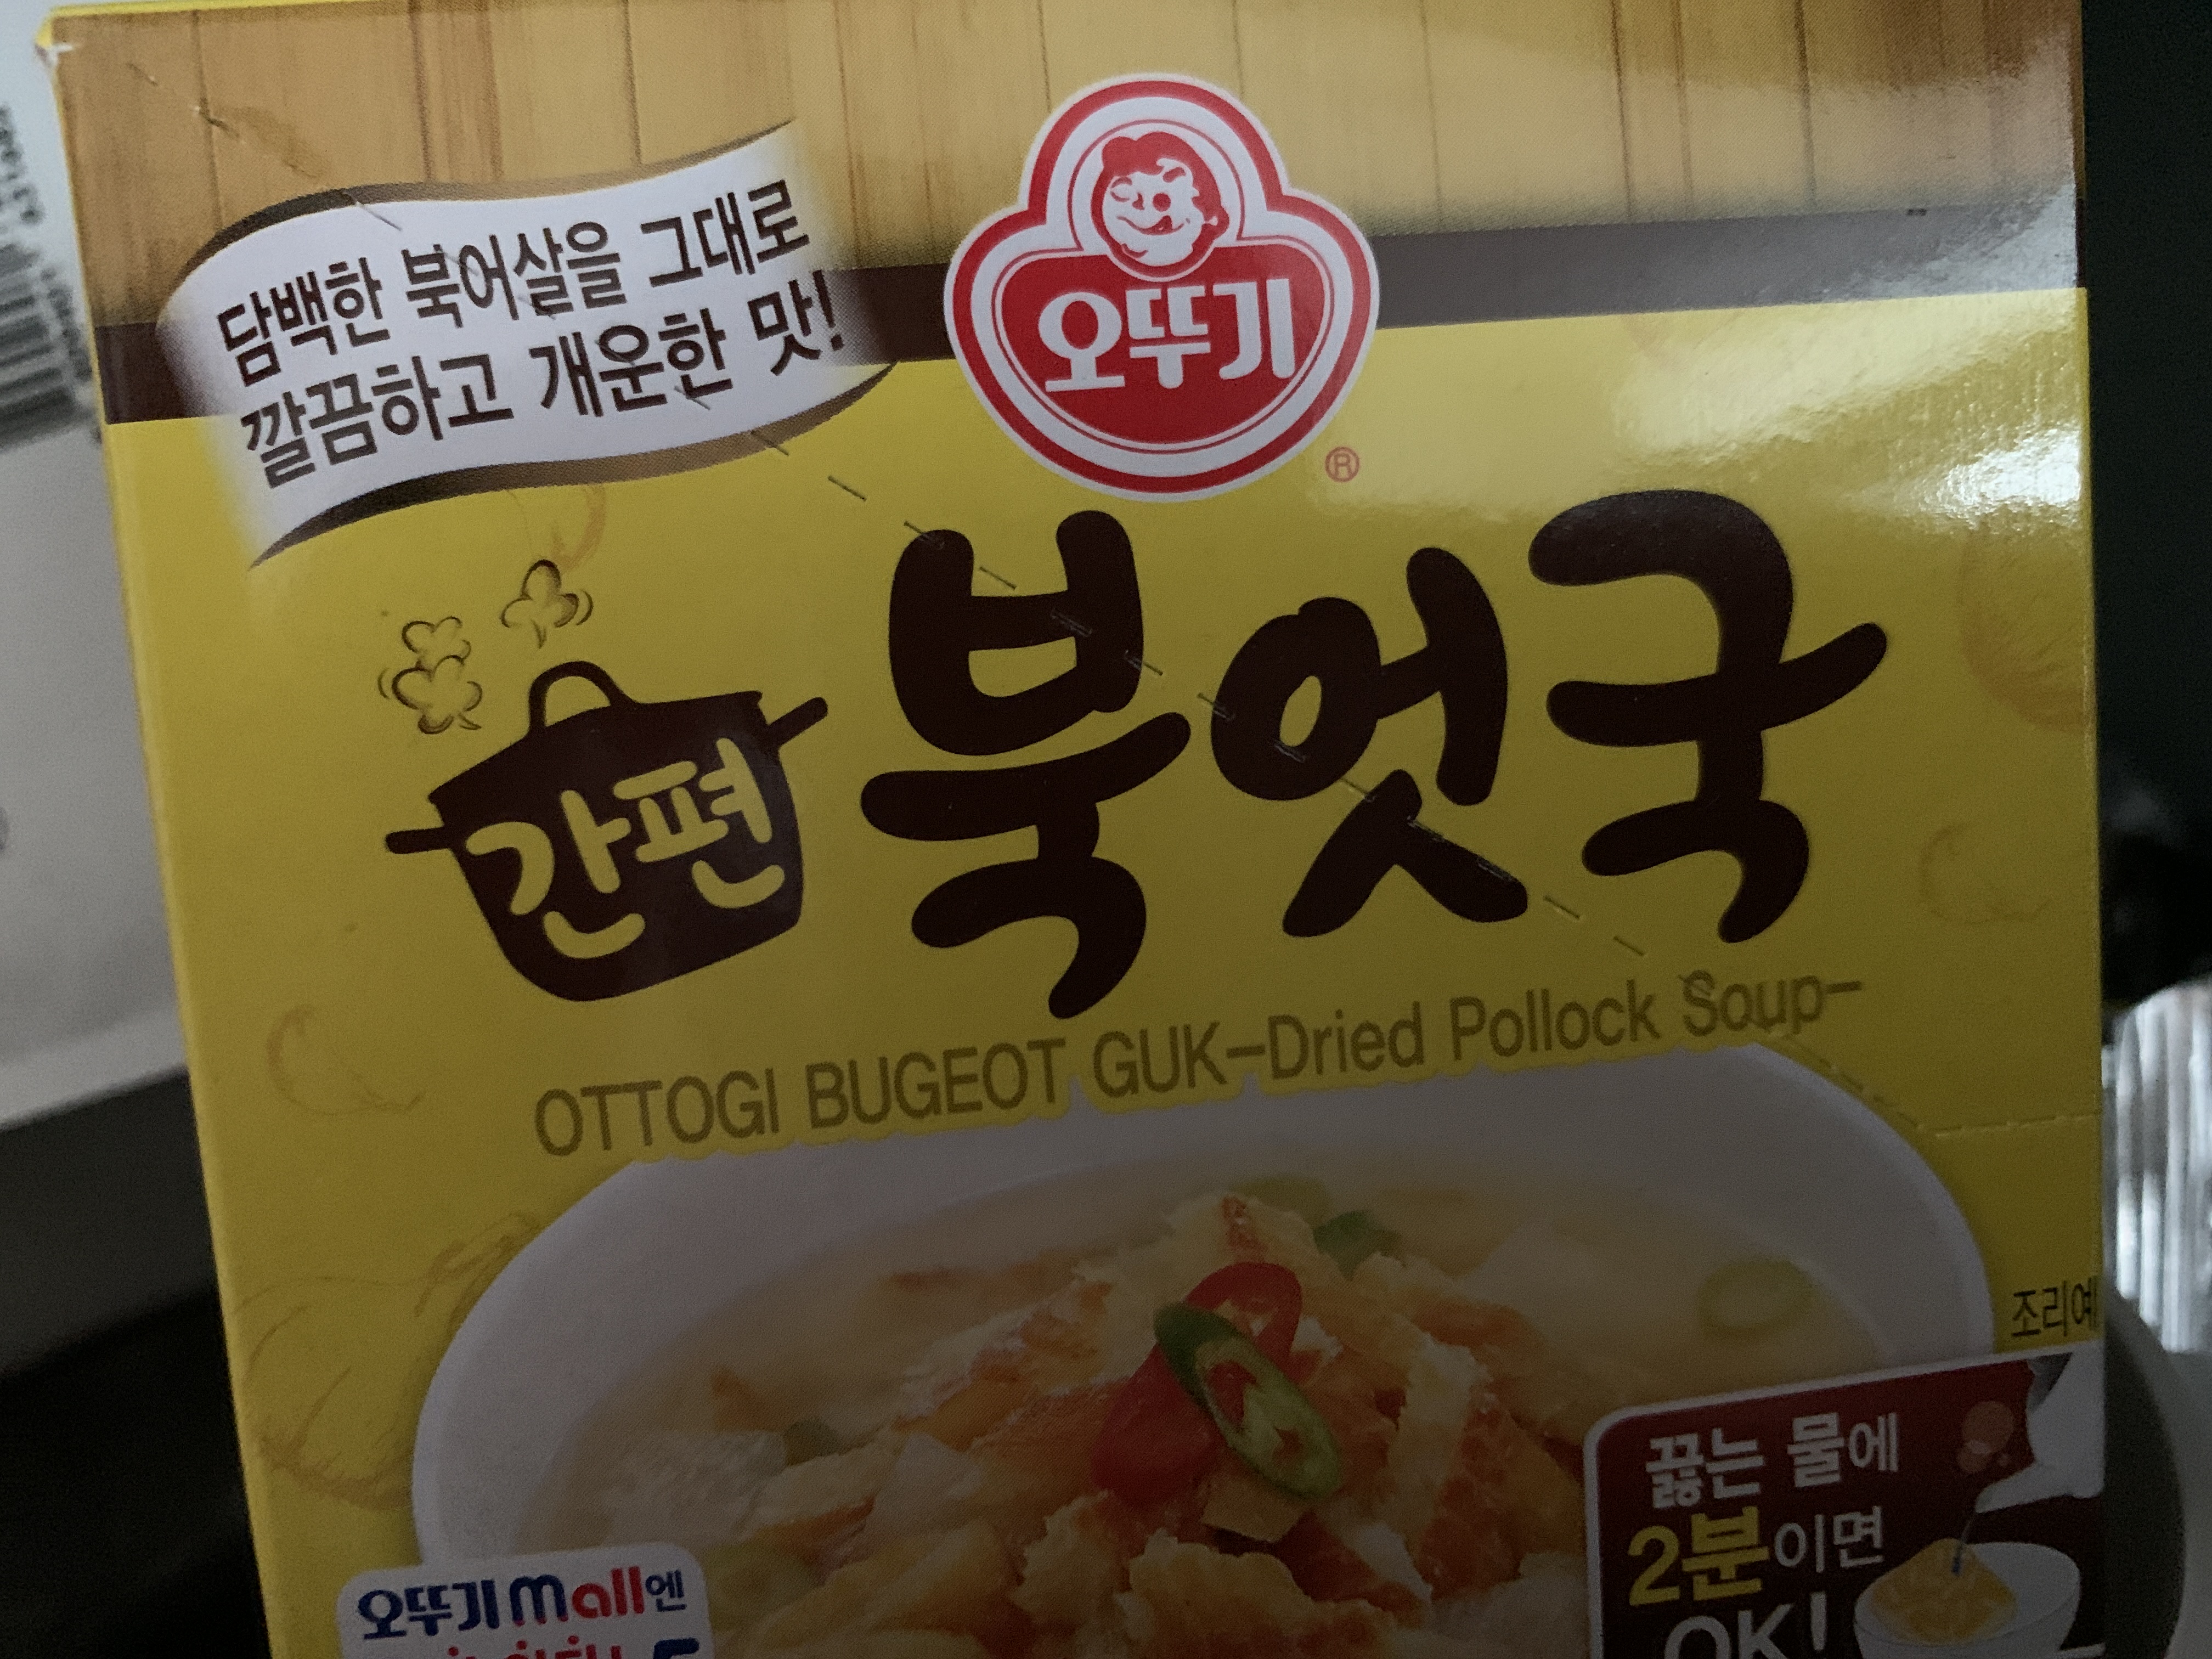 담백한 북어살을 그대로
깔끔하고 개운한 맛!
오뚜기
®
간편 북엇국
OTTOGI BUGEOT GUK-Dried Pollock Soup-
조리예
끓는 물에
2분이면
OK!
오뚜기mall엔